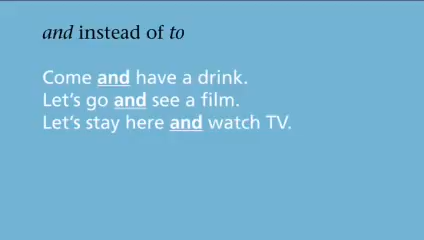 and instead of to
Come and have a drink.
Let’s go and see a film.
Let’s stay here and watch TV.